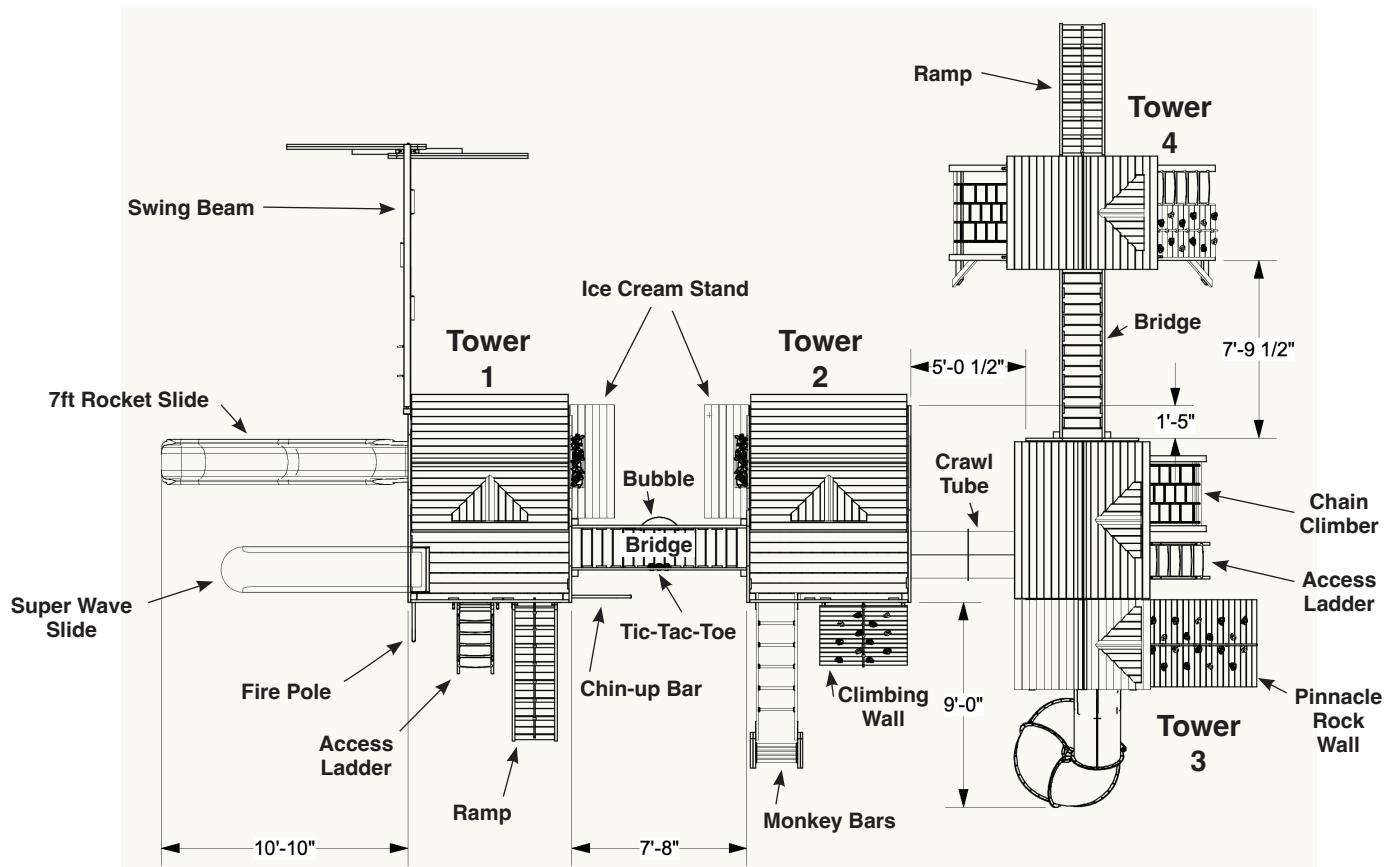 Ramp
Tower
4
Swing Beam
Ice Cream Stand
Tower
1
Tower
2
Bridge
7'-9 1/2"
5'-0 1/2"
1'-5"
7ft Rocket Slide
Bubble
Crawl
Tube
Chain
Climber
Bridge
Super Wave
Slide
Access
Ladder
Tic-Tac-Toe
Fire Pole
Chin-up Bar
Climbing
Wall
9'-0"
Pinnacle
Rock
Wall
Tower
3
Access
Ladder
Ramp
Monkey Bars
10'-10"
7'-8"